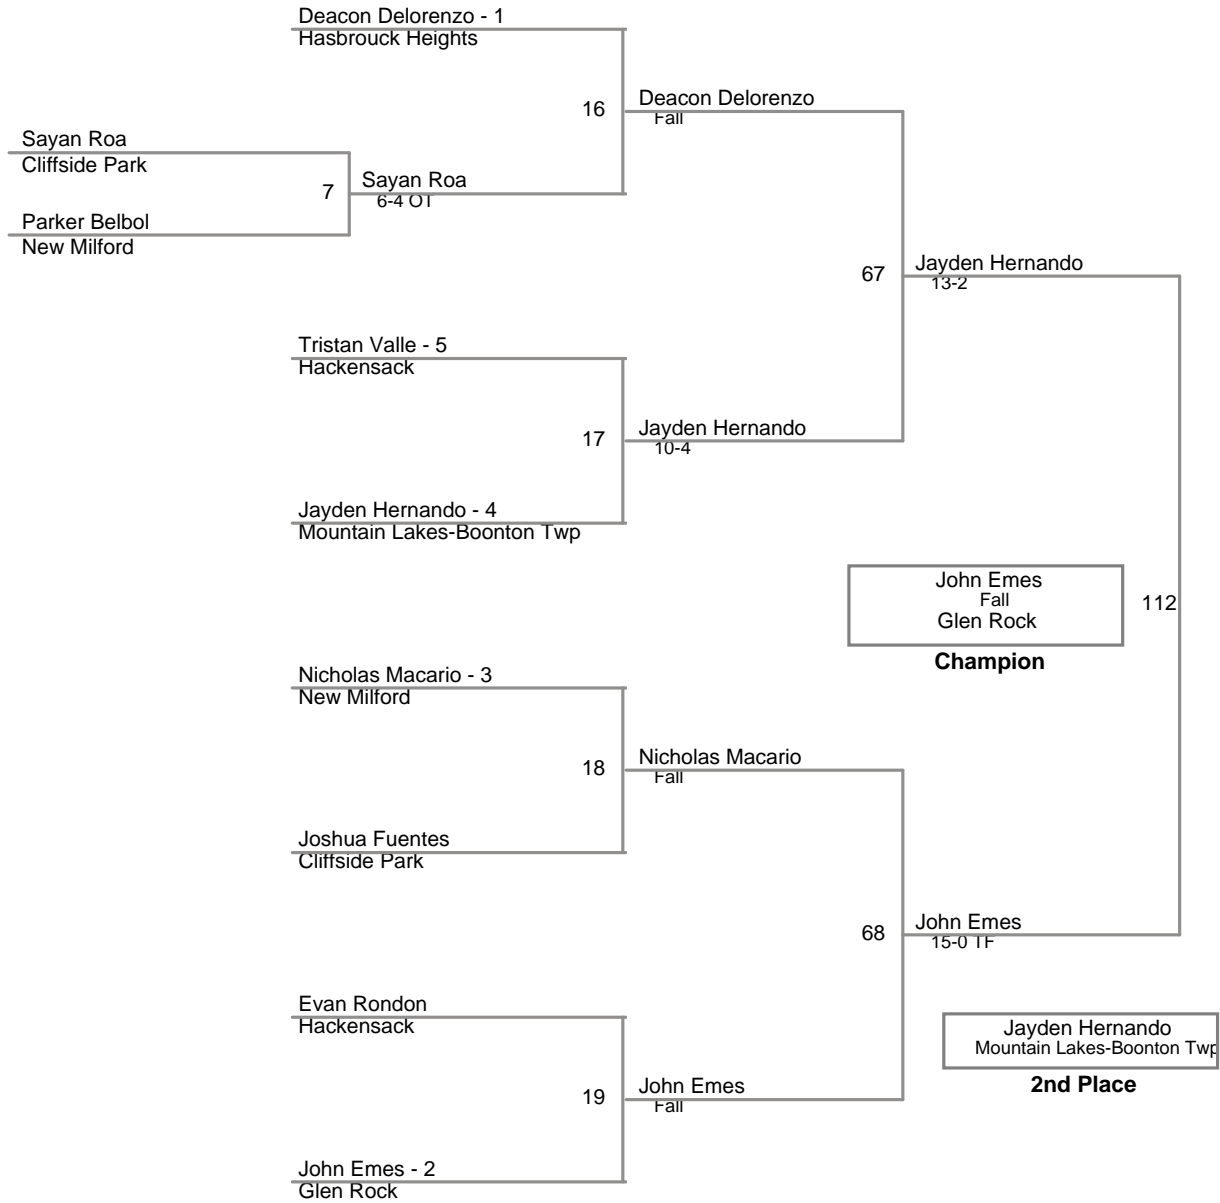 Deacon Delorenzo - 1
Hasbrouck Heights
16
Deacon Delorenzo
Fall
Sayan Roa
Cliffside Park
7
Sayan Roa
6-4 OT
Parker Belbol
New Milford
67
Jayden Hernando
13-2
Tristan Valle - 5
Hackensack
17
Jayden Hernando
10-4
Jayden Hernando - 4
Mountain Lakes-Boonton Twp
John Emes
Fall
Glen Rock
112
Champion
Nicholas Macario - 3
New Milford
18
Nicholas Macario
Fall
Joshua Fuentes
Cliffside Park
68
John Emes
15-0 TF
Evan Rondon
Hackensack
Jayden Hernando
Mountain Lakes-Boonton Twp
2nd Place
19
John Emes
Fall
John Emes - 2
Glen Rock